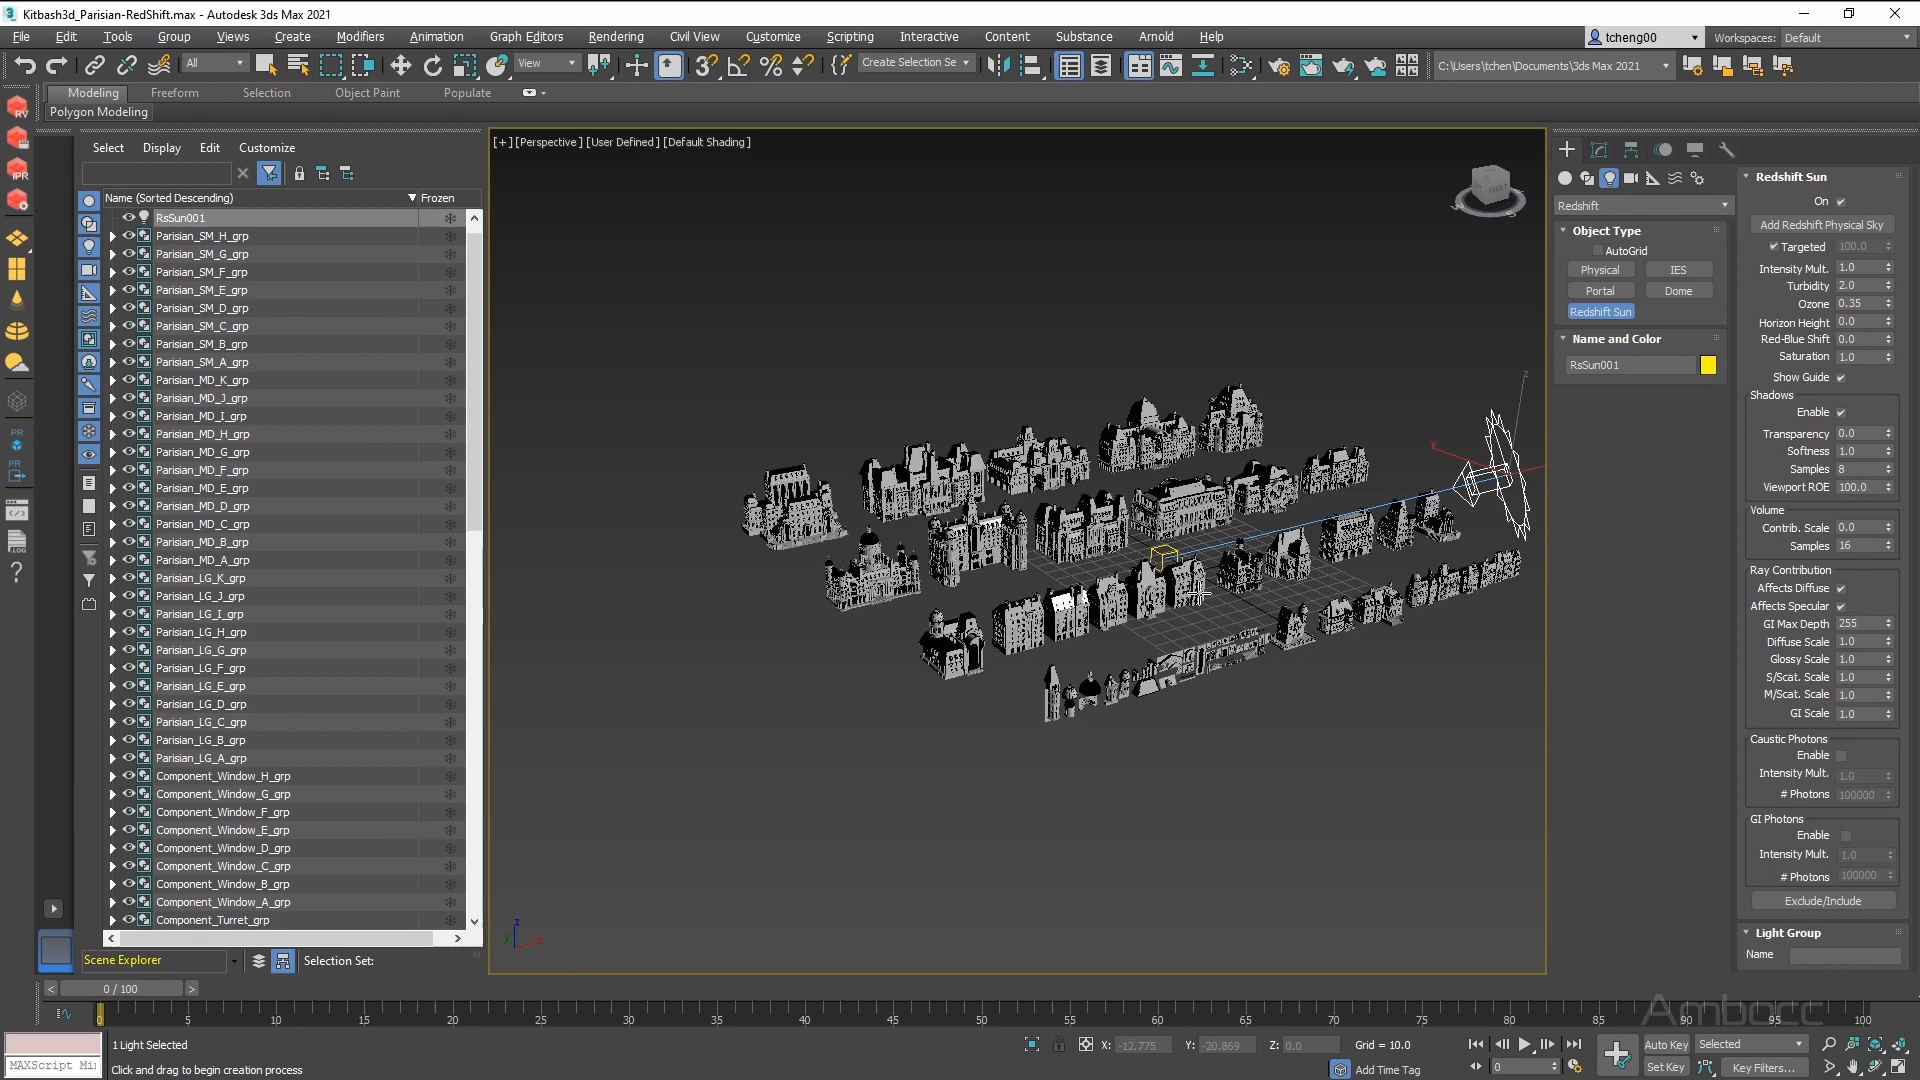 Kitbash3d_Parisian-RedShift.max - Autodesk 3ds Max 2021
File Edit Tools Group Views Create Modifiers Animation Graph Editors Rendering Civil View Customize Scripting Interactive Content Substance Arnold Help
tcheng00
Workspaces: Default
All
View
Create Selection Se
C:\Users\tchen\Documents\3ds Max 2021
Modeling Freeform Selection Object Paint Populate
Polygon Modeling
Select Display Edit Customize
Name (Sorted Descending) Frozen
RsSun001
Parisian_SM_H_grp
Parisian_SM_G_grp
Parisian_SM_F_grp
Parisian_SM_E_grp
Parisian_SM_D_grp
Parisian_SM_C_grp
Parisian_SM_B_grp
Parisian_SM_A_grp
Parisian_MD_K_grp
Parisian_MD_J_grp
Parisian_MD_I_grp
Parisian_MD_H_grp
Parisian_MD_G_grp
Parisian_MD_F_grp
Parisian_MD_E_grp
Parisian_MD_D_grp
Parisian_MD_C_grp
Parisian_MD_B_grp
Parisian_MD_A_grp
Parisian_LG_K_grp
Parisian_LG_J_grp
Parisian_LG_I_grp
Parisian_LG_H_grp
Parisian_LG_G_grp
Parisian_LG_F_grp
Parisian_LG_E_grp
Parisian_LG_D_grp
Parisian_LG_C_grp
Parisian_LG_B_grp
Parisian_LG_A_grp
Component_Window_H_grp
Component_Window_G_grp
Component_Window_F_grp
Component_Window_E_grp
Component_Window_D_grp
Component_Window_C_grp
Component_Window_B_grp
Component_Window_A_grp
Component_Turret_grp
Scene Explorer
Selection Set:
RV
IPR
PR
PR
.LOG
[+] [Perspective ] [User Defined ] [Default Shading ]
FRONT
W
S
z
Y
z
Y
Redshift
Object Type
AutoGrid
Physical IES
Portal Dome
Redshift Sun
Name and Color
RsSun001
Redshift Sun
On
Add Redshift Physical Sky
Targeted 100.0
Intensity Mult. 1.0
Turbidity 2.0
Ozone 0.35
Horizon Height 0.0
Red-Blue Shift 0.0
Saturation 1.0
Show Guide
Shadows
Enable
Transparency 0.0
Softness 1.0
Samples 8
Viewport ROE 100.0
Volume
Contrib. Scale 0.0
Samples 16
Ray Contribution
Affects Diffuse
Affects Specular
GI Max Depth 255
Diffuse Scale 1.0
Glossy Scale 1.0
S/Scat. Scale 1.0
M/Scat. Scale 1.0
GI Scale 1.0
Caustic Photons
Enable
Intensity Mult. 1.0
# Photons 100000
GI Photons
Enable
Intensity Mult. 1.0
# Photons 100000
Exclude/Include
Light Group
Name
0 / 100
0 5 10 15 20 25 30 35 40 45 50 55 60 65 70 75 80 85 90 95 100
Ambocc
1 Light Selected
X: -12.775 Y: -20.869 Z: 0.0 Grid = 10.0
Auto Key Selected
MAXScript Mi
Click and drag to begin creation process
Add Time Tag
0
Set Key Key Filters...